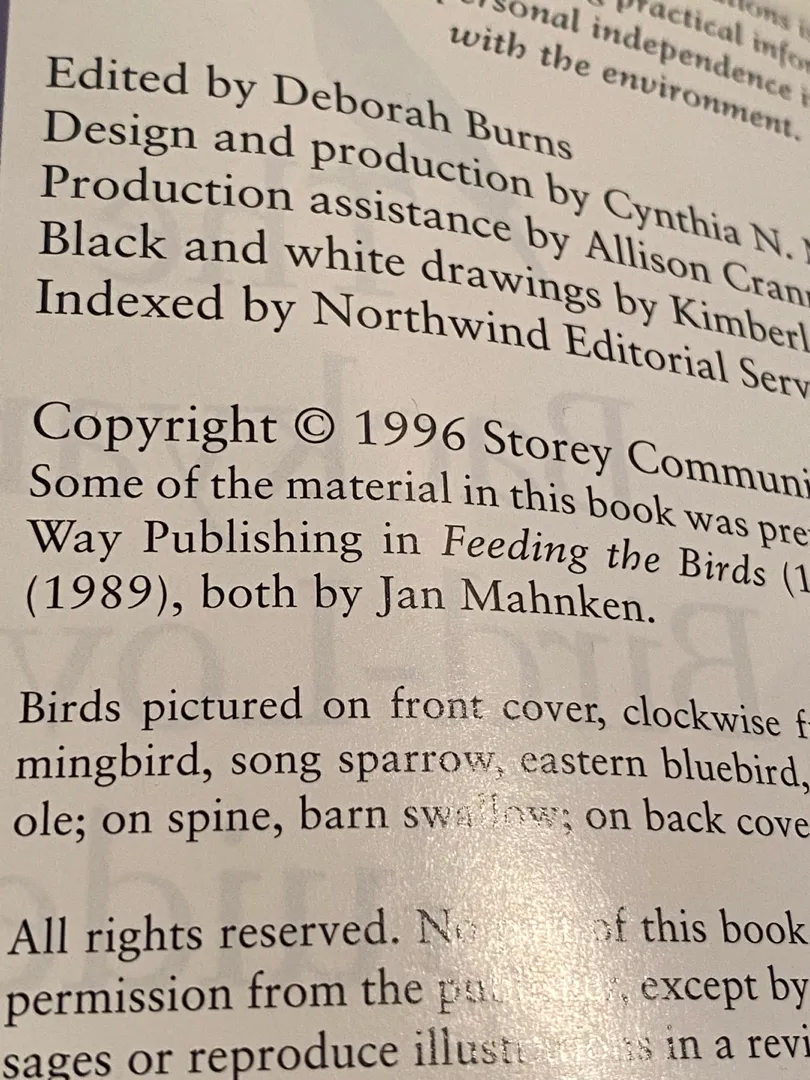 practical
personal independence
with the environment.
Edited by Deborah Burns
Design and production by Cynthia N.
Production assistance by Allison
Black and white drawings by
Indexed by Northwind Editorial
Copyright © 1996 Storey
Some of the material in this book was
Way Publishing in Feeding the Birds
(1989), both by Jan Mahnken.
Birds pictured on front cover, clockwise
mingbird, song sparrow, eastern bluebird,
ole; on spine, barn swallow; on back
All rights reserved. No of this book
permission from the except by
sages or reproduce in a